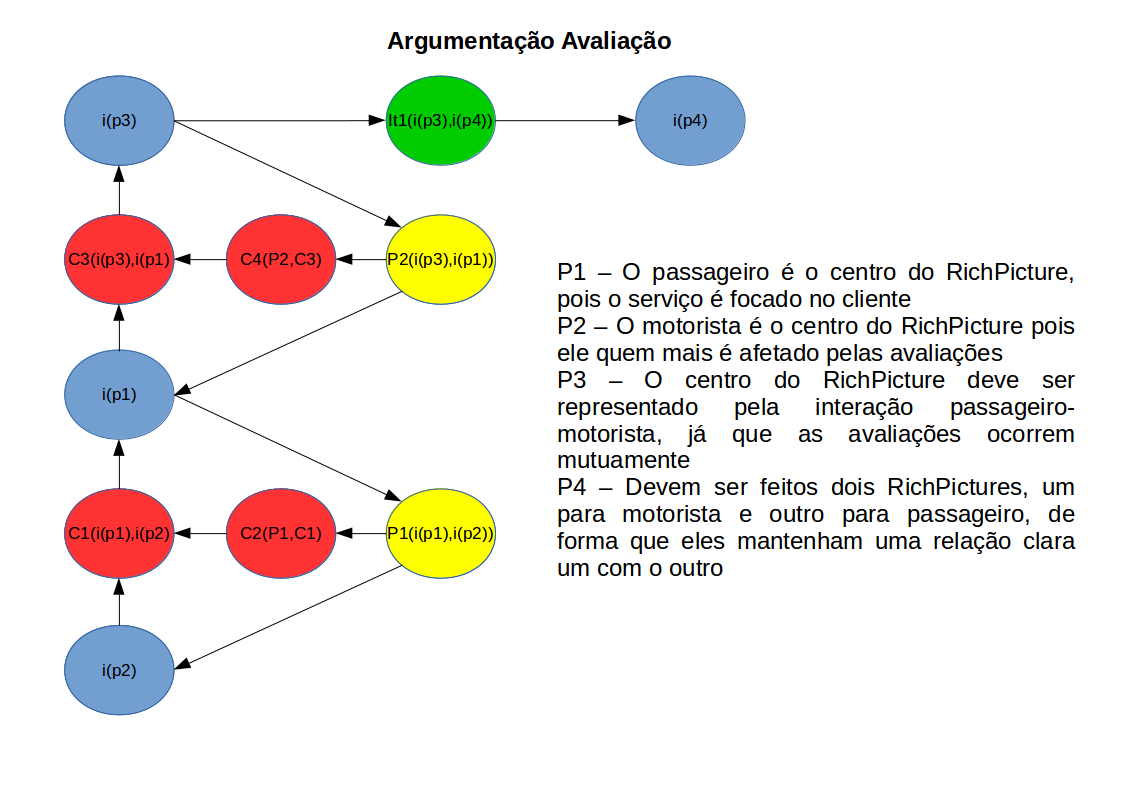 Argumentação Avaliação
i(p3)
It1(i(p3),i(p4))
i(p4)
C3(i(p3),i(p1)
C4(P2,C3)
P2(i(p3),i(p1))
i(p1)
C1(i(p1),i(p2)
C2(P1,C1)
P1(i(p1),i(p2))
i(p2)
P1 – O passageiro é o centro do RichPicture,
pois o serviço é focado no cliente
P2 – O motorista é o centro do RichPicture pois
ele quem mais é afetado pelas avaliações
P3 – O centro do RichPicture deve ser
representado pela interação passageiro-
motorista, já que as avaliações ocorrem
mutuamente
P4 – Devem ser feitos dois RichPictures, um
para motorista e outro para passageiro, de
forma que eles mantenham uma relação clara
um com o outro